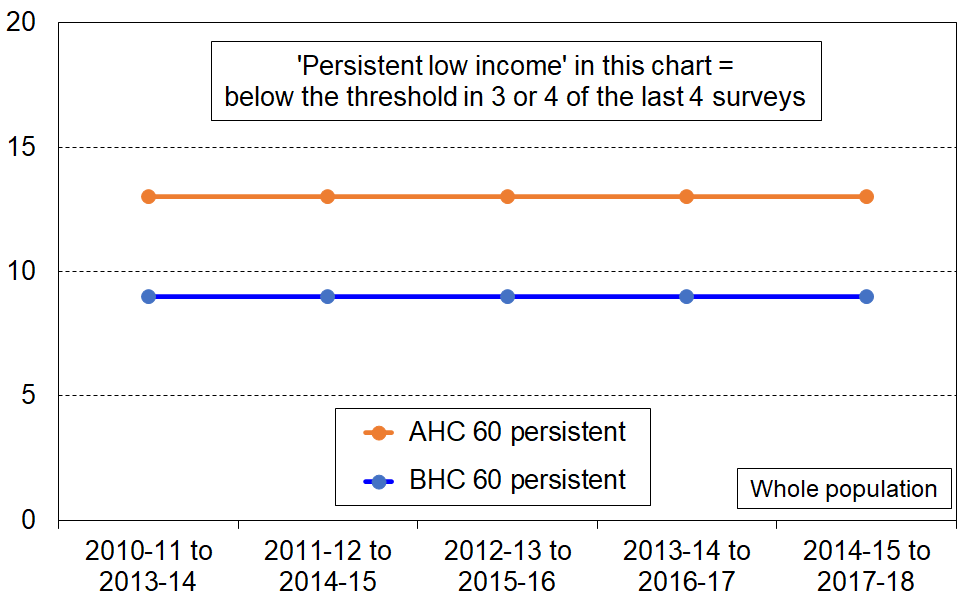 20
'Persistent low income' in this chart =
below the threshold in 3 or 4 of the last 4 surveys
15
10
5
AHC 60 persistent
BHC 60 persistent
Whole population
0
2010-11 to
2013-14
2011-12 to
2014-15
2012-13 to
2015-16
2013-14 to
2016-17
2014-15 to
2017-18